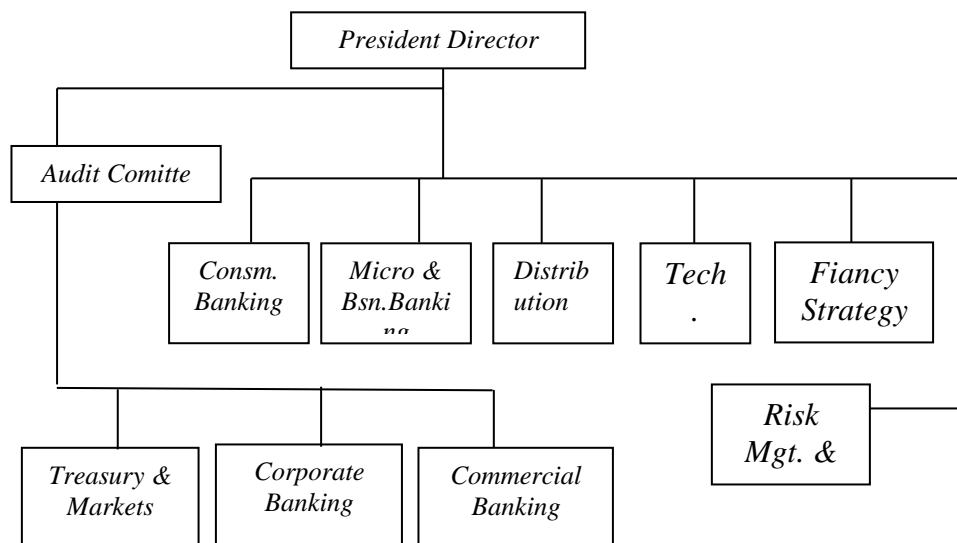 President Director
Audit Comitte
Consm.
Banking
Micro &
Bsn.Banki
ng
Distrib
ution
Tech
.
Fiancy
Strategy
Risk
Mgt. &
Treasury &
Markets
Corporate
Banking
Commercial
Banking